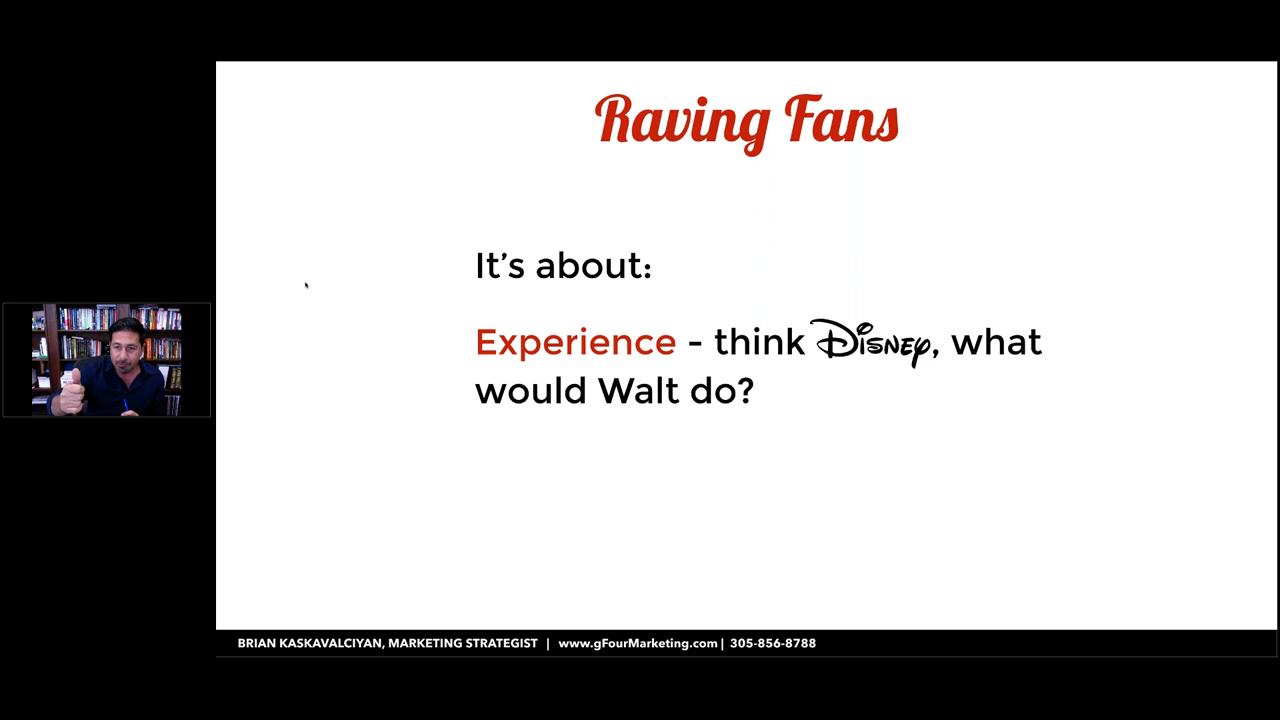 Raving Fans
It's about:
Experience - think Disney, what
would Walt do?
BRIAN KASKAVALCIYAN, MARKETING STRATEGIST | www.gFourMarketing.com | 305-856-8788